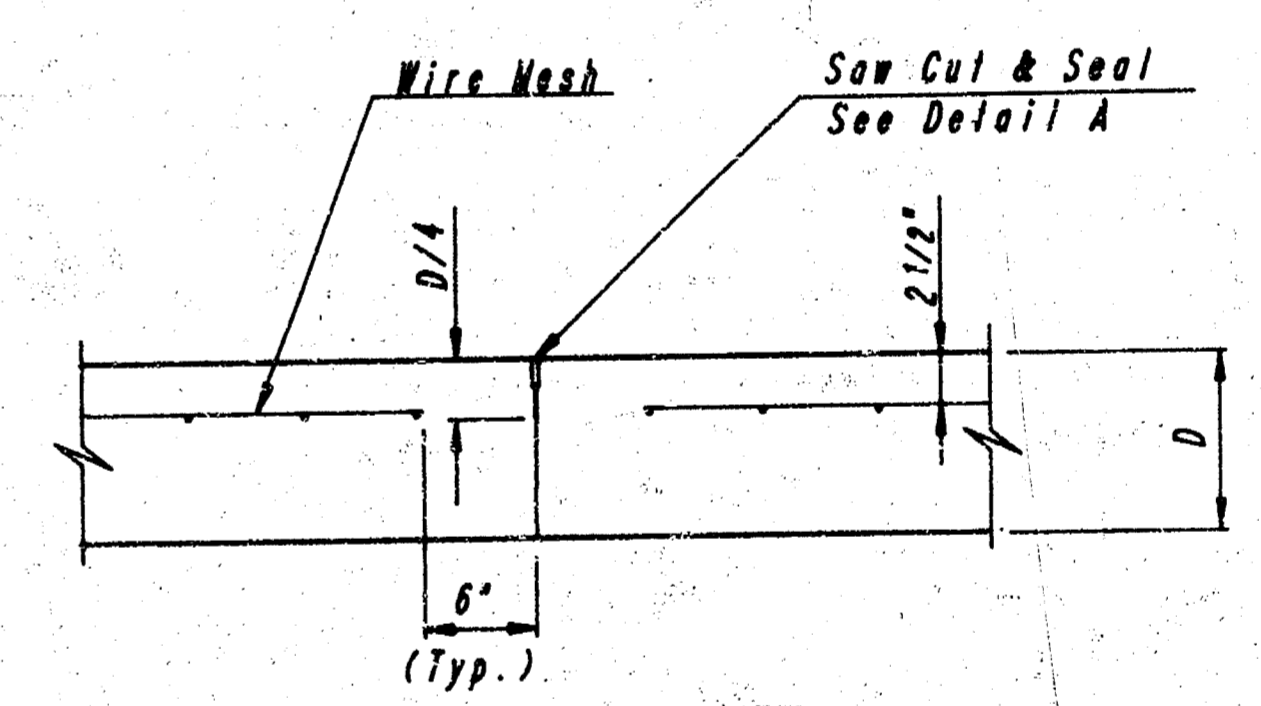 Wire Mesh
Saw Cut & Seal
See Detail A
D/4
2 1/2"
D
6"
(Typ.)